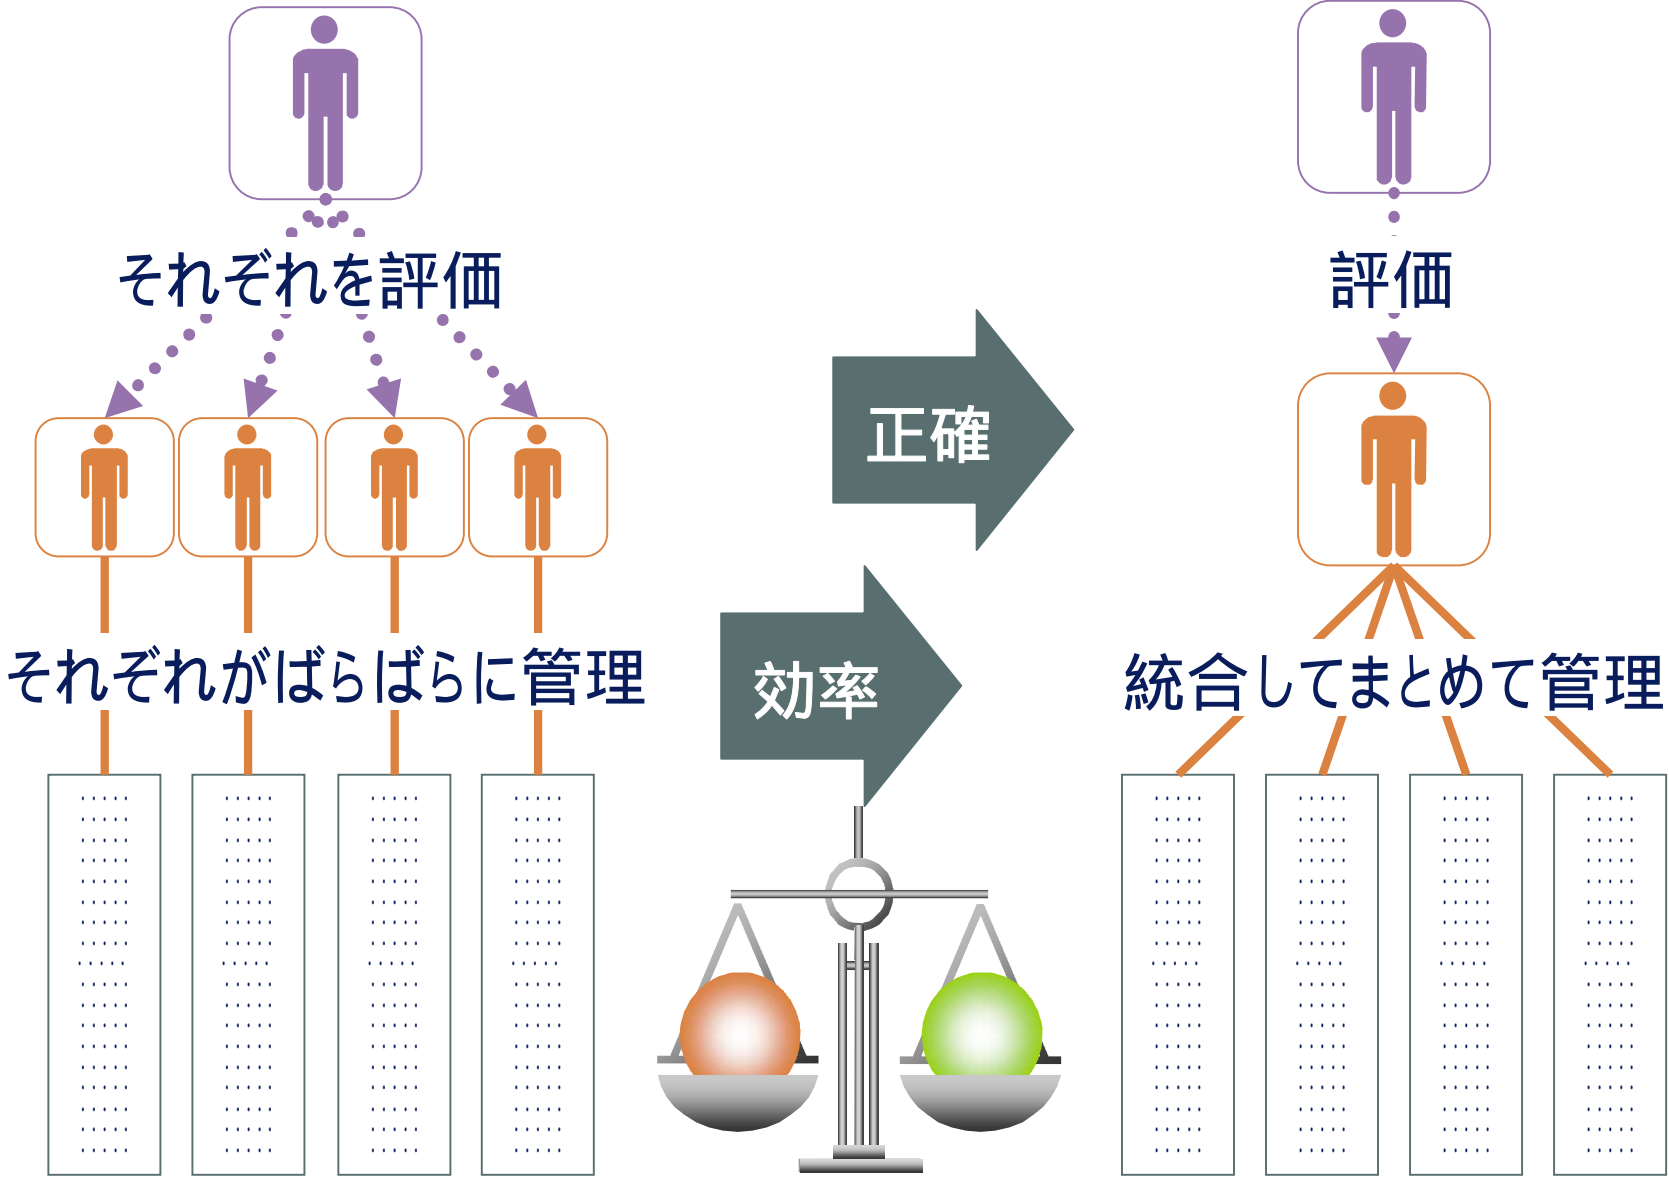 それぞれを評価
評価
正確
それぞれがばらばらに管理
効率
統合してまとめて管理